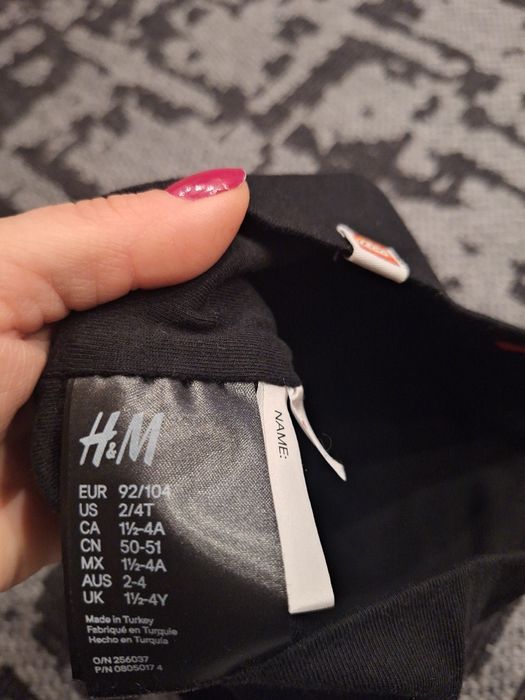 H&M
NAME:
EUR 92/104
US 2/4T
CA 1½-4A
CN 50-51
MX 1½-4A
AUS 2-4
UK 1½-4Y
Made in Turkey
Fabriqué en Turquie
Hecho en Turquía
O/N 256037
P/N 0805017 4